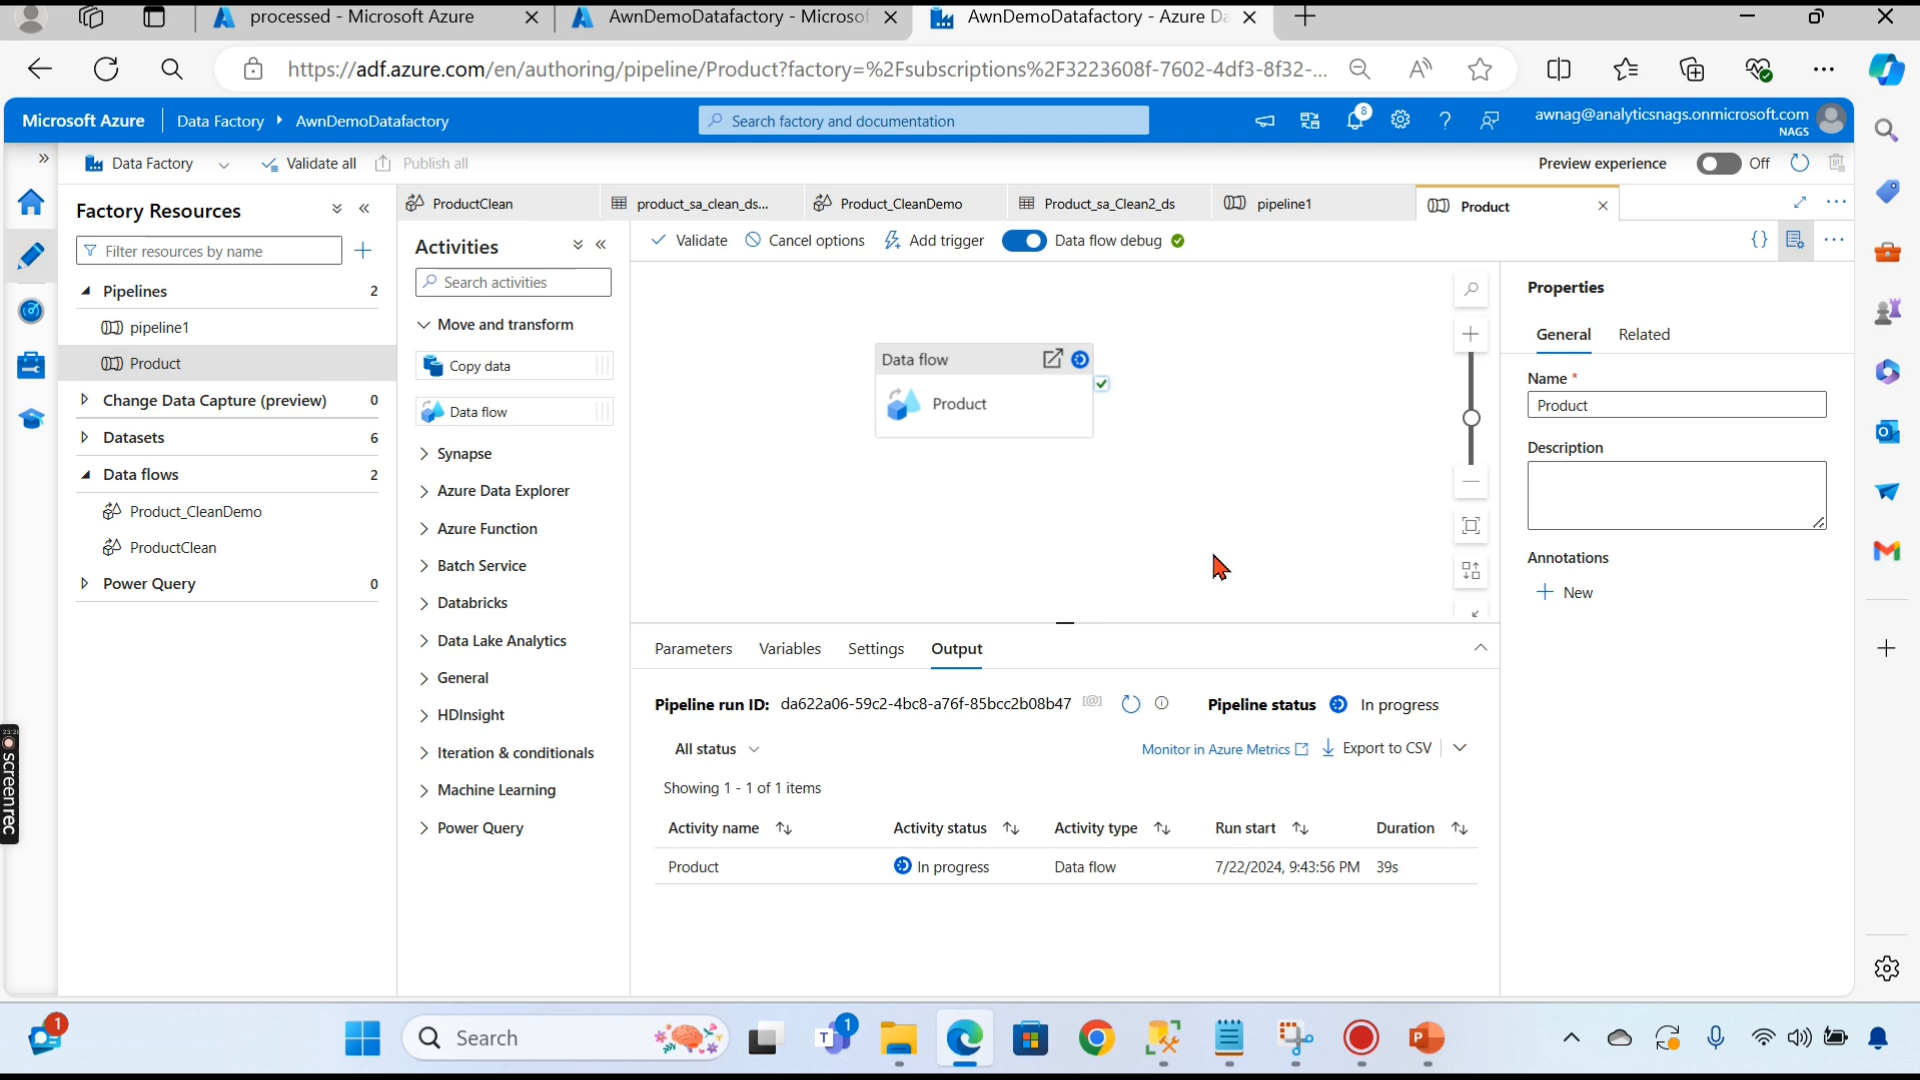 processed - Microsoft Azure
AwnDemoDatafactory - Microsof
AwnDemoDatafactory - Azure Da
https://adf.azure.com/en/authoring/pipeline/Product?factory=%2Fsubscriptions%2F3223608f-7602-4df3-8f32-...
Microsoft Azure
Data Factory
AwnDemoDatafactory
Search factory and documentation
8
awnag@analyticsnags.onmicrosoft.com
NAGS
Data Factory
Validate all
Publish all
Preview experience
Off
Factory Resources
Filter resources by name
Pipelines 2
pipeline1
Product
Change Data Capture (preview) 0
Datasets 6
Data flows 2
Product_CleanDemo
ProductClean
Power Query 0
ProductClean
product_sa_clean_ds...
Product_CleanDemo
Product_sa_Clean2_ds
pipeline1
Product
Activities
Search activities
Move and transform
Copy data
Data flow
Synapse
Azure Data Explorer
Azure Function
Batch Service
Databricks
Data Lake Analytics
General
HDInsight
Iteration & conditionals
Machine Learning
Power Query
Validate
Cancel options
Add trigger
Data flow debug
Data flow
Product
Parameters
Variables
Settings
Output
Pipeline run ID: da622a06-59c2-4bc8-a76f-85bcc2b08b47
Pipeline status In progress
All status
Monitor in Azure Metrics
Export to CSV
Showing 1 - 1 of 1 items
Activity name Activity status Activity type Run start Duration
Product In progress Data flow 7/22/2024, 9:43:56 PM 39s
Properties
General
Related
Name *
Product
Description
Annotations
New
screenrec
1
Search
1